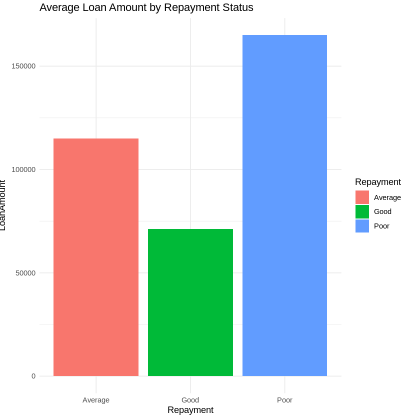 Average Loan Amount by Repayment Status
LoanAmount
150000
100000
50000
0
Average
Good
Poor
Repayment
Repayment
Average
Good
Poor